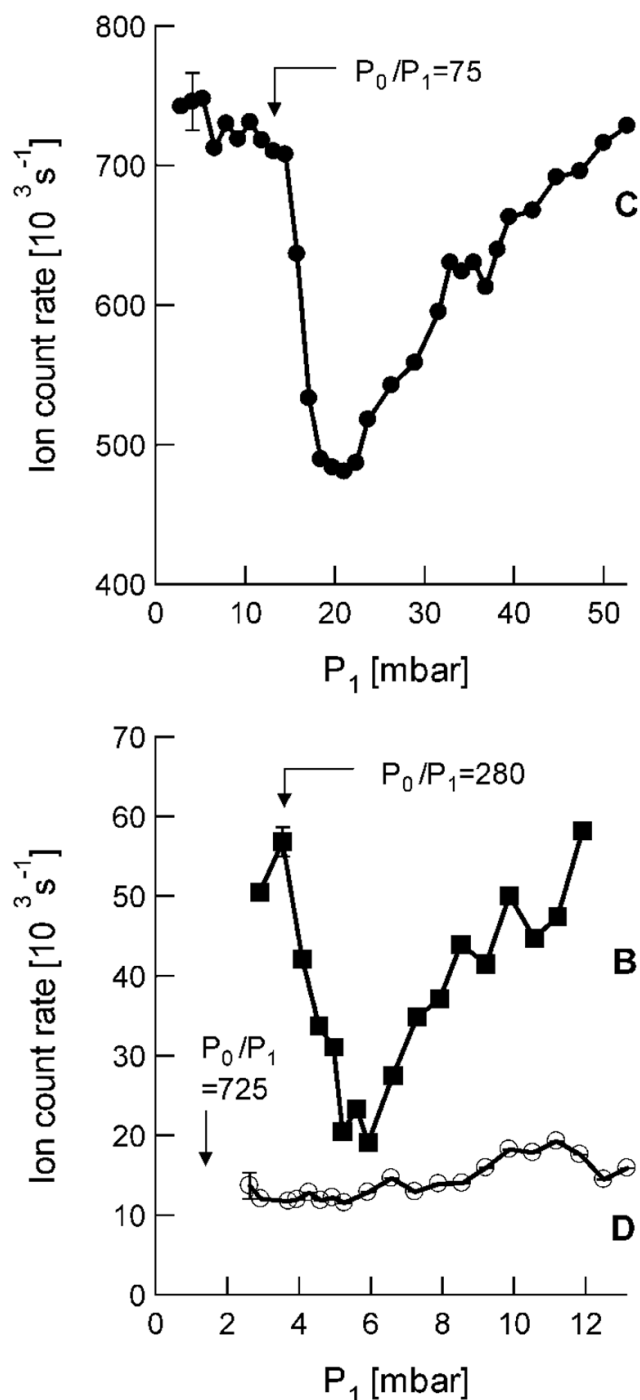 800
700
600
500
400
Ion count rate [10 3 s-1]
P0/P1=75
C
0 10 20 30 40 50
P1 [mbar]
70
60
50
40
30
20
10
0
Ion count rate [10 3 s-1]
P0/P1=280
B
P0/P1
=725
D
0 2 4 6 8 10 12
P1 [mbar]